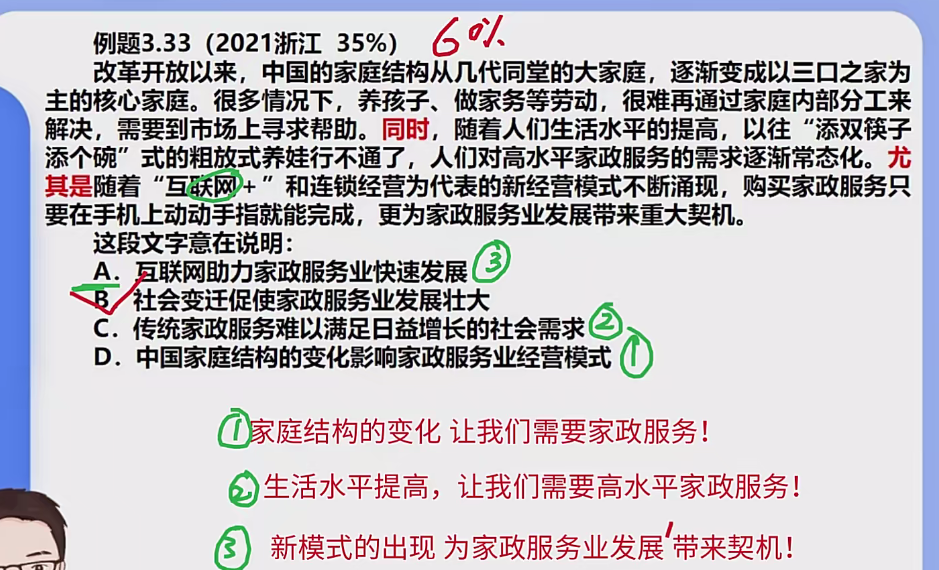 例题3.33（2021浙江 35%） 60%
改革开放以来，中国的家庭结构从几代同堂的大家庭，逐渐变成以三口之家为
主的核心家庭。很多情况下，养孩子、做家务等劳动，很难再通过家庭内部分工来
解决，需要到市场上寻求帮助。同时，随着人们生活水平的提高，以往“添双筷子
添个碗”式的粗放式养娃行不通了，人们对高水平家政服务的需求逐渐常态化。尤
其是随着“互联网+”和连锁经营为代表的新经营模式不断涌现，购买家政服务只
要在手机上动动手指就能完成，更为家政服务业发展带来重大契机。
这段文字意在说明：
A. 互联网助力家政服务业快速发展 ③
B. 社会变迁促使家政服务业发展壮大
C. 传统家政服务难以满足日益增长的社会需求 ②
D. 中国家庭结构的变化影响家政服务业经营模式 ①
①家庭结构的变化 让我们需要家政服务！
②生活水平提高，让我们需要高水平家政服务！
③ 新模式的出现 为家政服务业发展 带来契机！